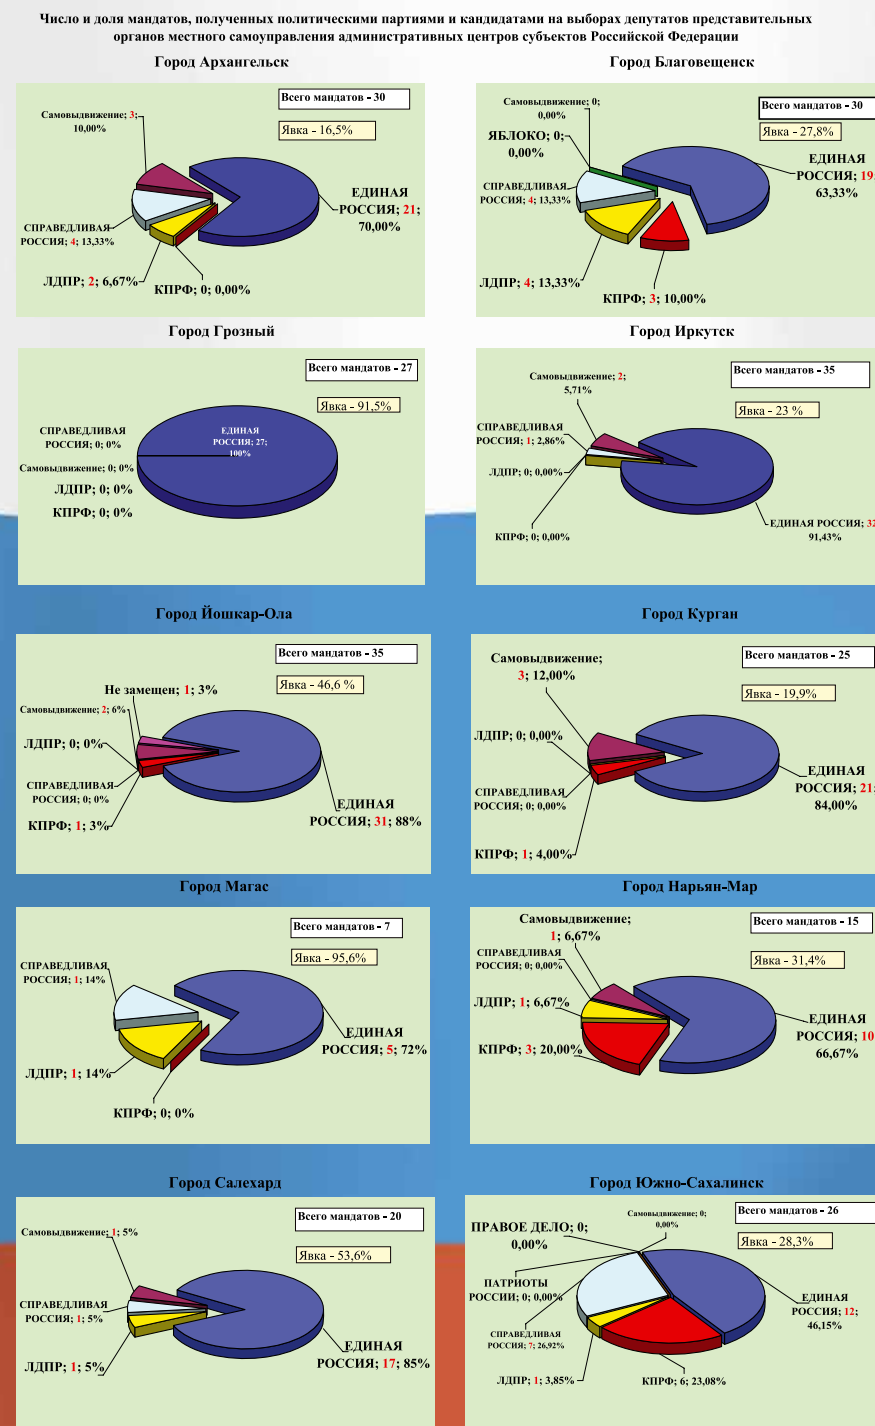 Число и доля мандатов, полученных политическими партиями и кандидатами на выборах депутатов представительных
органов местного самоуправления административных центров субъектов Российской Федерации
Город Архангельск
Всего мандатов - 30
Явка - 16,5%
Самовыдвижение; 3;
10,00%
СПРАВЕДЛИВАЯ
РОССИЯ; 4; 13,33%
ЛДПР; 2; 6,67%
КПРФ; 0; 0,00%
ЕДИНАЯ
РОССИЯ; 21;
70,00%
Город Благовещенск
Всего мандатов - 30
Явка - 27,8%
Самовыдвижение; 0;
0,00%
ЯБЛОКО; 0;
0,00%
СПРАВЕДЛИВАЯ
РОССИЯ; 4; 13,33%
ЛДПР; 4; 13,33%
КПРФ; 3; 10,00%
ЕДИНАЯ
РОССИЯ; 19
63,33%
Город Грозный
Всего мандатов - 27
Явка - 91,5%
СПРАВЕДЛИВАЯ
РОССИЯ; 0; 0%
Самовыдвижение; 0; 0%
ЛДПР; 0; 0%
КПРФ; 0; 0%
ЕДИНАЯ
РОССИЯ; 27;
100%
Город Иркутск
Всего мандатов - 35
Явка - 23 %
Самовыдвижение; 2;
5,71%
СПРАВЕДЛИВАЯ
РОССИЯ; 1; 2,86%
ЛДПР; 0; 0,00%
КПРФ; 0; 0,00%
ЕДИНАЯ РОССИЯ; 32
91,43%
Город Йошкар-Ола
Всего мандатов - 35
Явка - 46,6 %
Не замещен; 1; 3%
Самовыдвижение; 2; 6%
ЛДПР; 0; 0%
СПРАВЕДЛИВАЯ
РОССИЯ; 0; 0%
КПРФ; 1; 3%
ЕДИНАЯ
РОССИЯ; 31; 88%
Город Курган
Всего мандатов - 25
Явка - 19,9%
Самовыдвижение;
3; 12,00%
ЛДПР; 0; 0,00%
СПРАВЕДЛИВАЯ
РОССИЯ; 0; 0,00%
КПРФ; 1; 4,00%
ЕДИНАЯ
РОССИЯ; 21;
84,00%
Город Магас
Всего мандатов - 7
Явка - 95,6%
СПРАВЕДЛИВАЯ
РОССИЯ; 1; 14%
ЛДПР; 1; 14%
КПРФ; 0; 0%
ЕДИНАЯ
РОССИЯ; 5; 72%
Город Нарьян-Мар
Всего мандатов - 15
Явка - 31,4%
Самовыдвижение;
1; 6,67%
СПРАВЕДЛИВАЯ
РОССИЯ; 0; 0,00%
ЛДПР; 1; 6,67%
КПРФ; 3; 20,00%
ЕДИНАЯ
РОССИЯ; 10
66,67%
Город Салехард
Всего мандатов - 20
Явка - 53,6%
Самовыдвижение; 1; 5%
СПРАВЕДЛИВАЯ
РОССИЯ; 1; 5%
ЛДПР; 1; 5%
ЕДИНАЯ
РОССИЯ; 17; 85%
Город Южно-Сахалинск
Всего мандатов - 26
Явка - 28,3%
Самовыдвижение; 0;
0,00%
ПРАВОЕ ДЕЛО; 0;
0,00%
ПАТРИОТЫ
РОССИИ; 0; 0,00%
СПРАВЕДЛИВАЯ
РОССИЯ; 7; 26,92%
ЛДПР; 1; 3,85%
КПРФ; 6; 23,08%
ЕДИНАЯ
РОССИЯ; 12;
46,15%